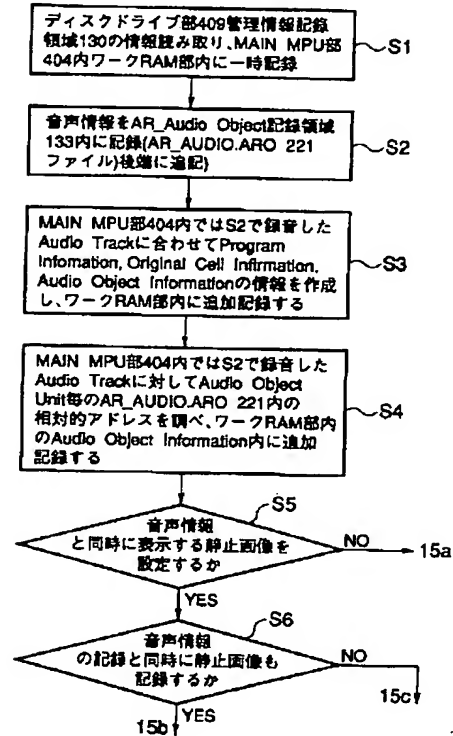 ディスクドライブ部409管理情報記録
領域130の情報読み取り、MAIN MPU部
404内ワークRAM部内に一時記録
S1
音声情報をAR_Audio Object記録領域
133内に記録(AR_AUDIO.ARO 221
ファイル)後端に追記)
S2
MAIN MPU部404内ではS2で録音した
Audio Trackに合わせてProgram
Infomation, Original Cell Infirmation,
Audio Object Informationの情報を作成
し、ワークRAM部内に追加記録する
S3
MAIN MPU部404内ではS2で録音した
Audio Trackに対してAudio Object
Unit毎のAR_AUDIO.ARO 221内の
相対的アドレスを調べ、ワークRAM部内
のAudio Object Information内に追加
記録する
S4
S5
音声情報
と同時に表示する静止画像を
設定するか
NO
15a
YES
S6
音声情報
の記録と同時に静止画像も
記録するか
NO
15c
YES
15b